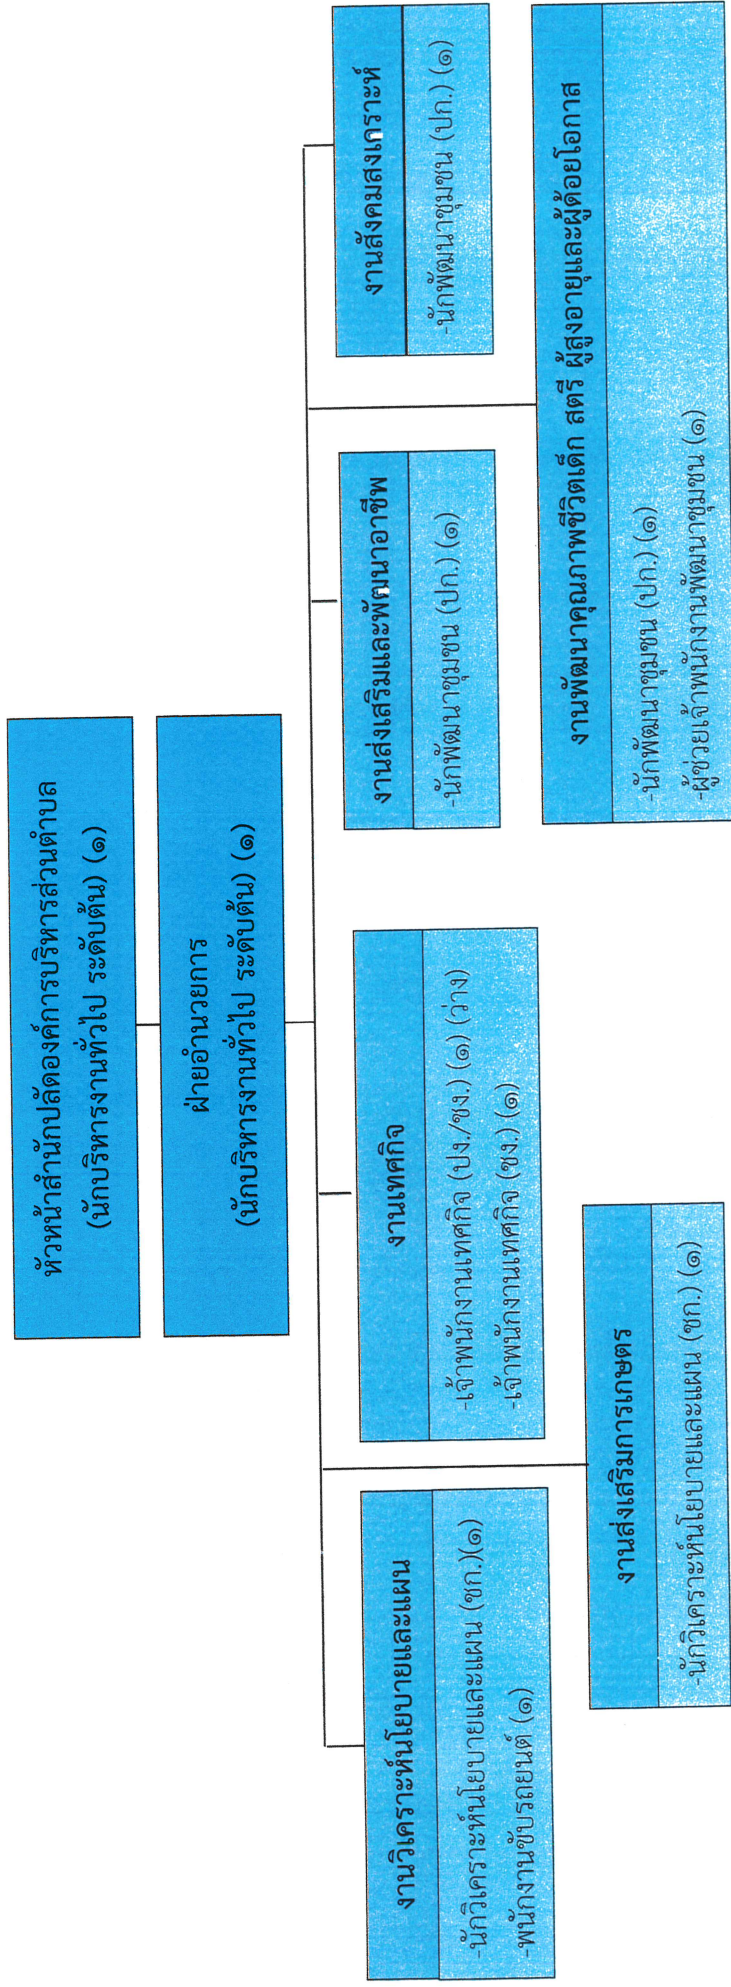 หัวหน้าสำนักปลัดองค์การบริหารส่วนตำบล
(นักบริหารงานทั่วไป ระดับต้น) (๑)
ฝ่ายอำนวยการ
(นักบริหารงานทั่วไป ระดับต้น) (๑)
งานวิเคราะห์นโยบายและแผน
-นักวิเคราะห์นโยบายและแผน (ชก.)(๑)
-พนักงานขับรถยนต์ (๑)
งานเทศกิจ
-เจ้าพนักงานเทศกิจ (ปง./ชง.) (๑) (ว่าง)
-เจ้าพนักงานเทศกิจ (ชง.) (๑)
งานส่งเสริมและพัฒนาอาชีพ
-นักพัฒนาชุมชน (ปก.) (๑)
งานสังคมสงเคราะห์
-นักพัฒนาชุมชน (ปก.) (๑)
งานส่งเสริมการเกษตร
-นักวิเคราะห์นโยบายและแผน (ชก.) (๑)
งานพัฒนาคุณภาพชีวิตเด็ก สตรี ผู้สูงอายุและผู้ด้อยโอกาส
-นักพัฒนาชุมชน (ปก.) (๑)
-ผู้ช่วยเจ้าพนักงานพัฒนาชุมชน (๑)